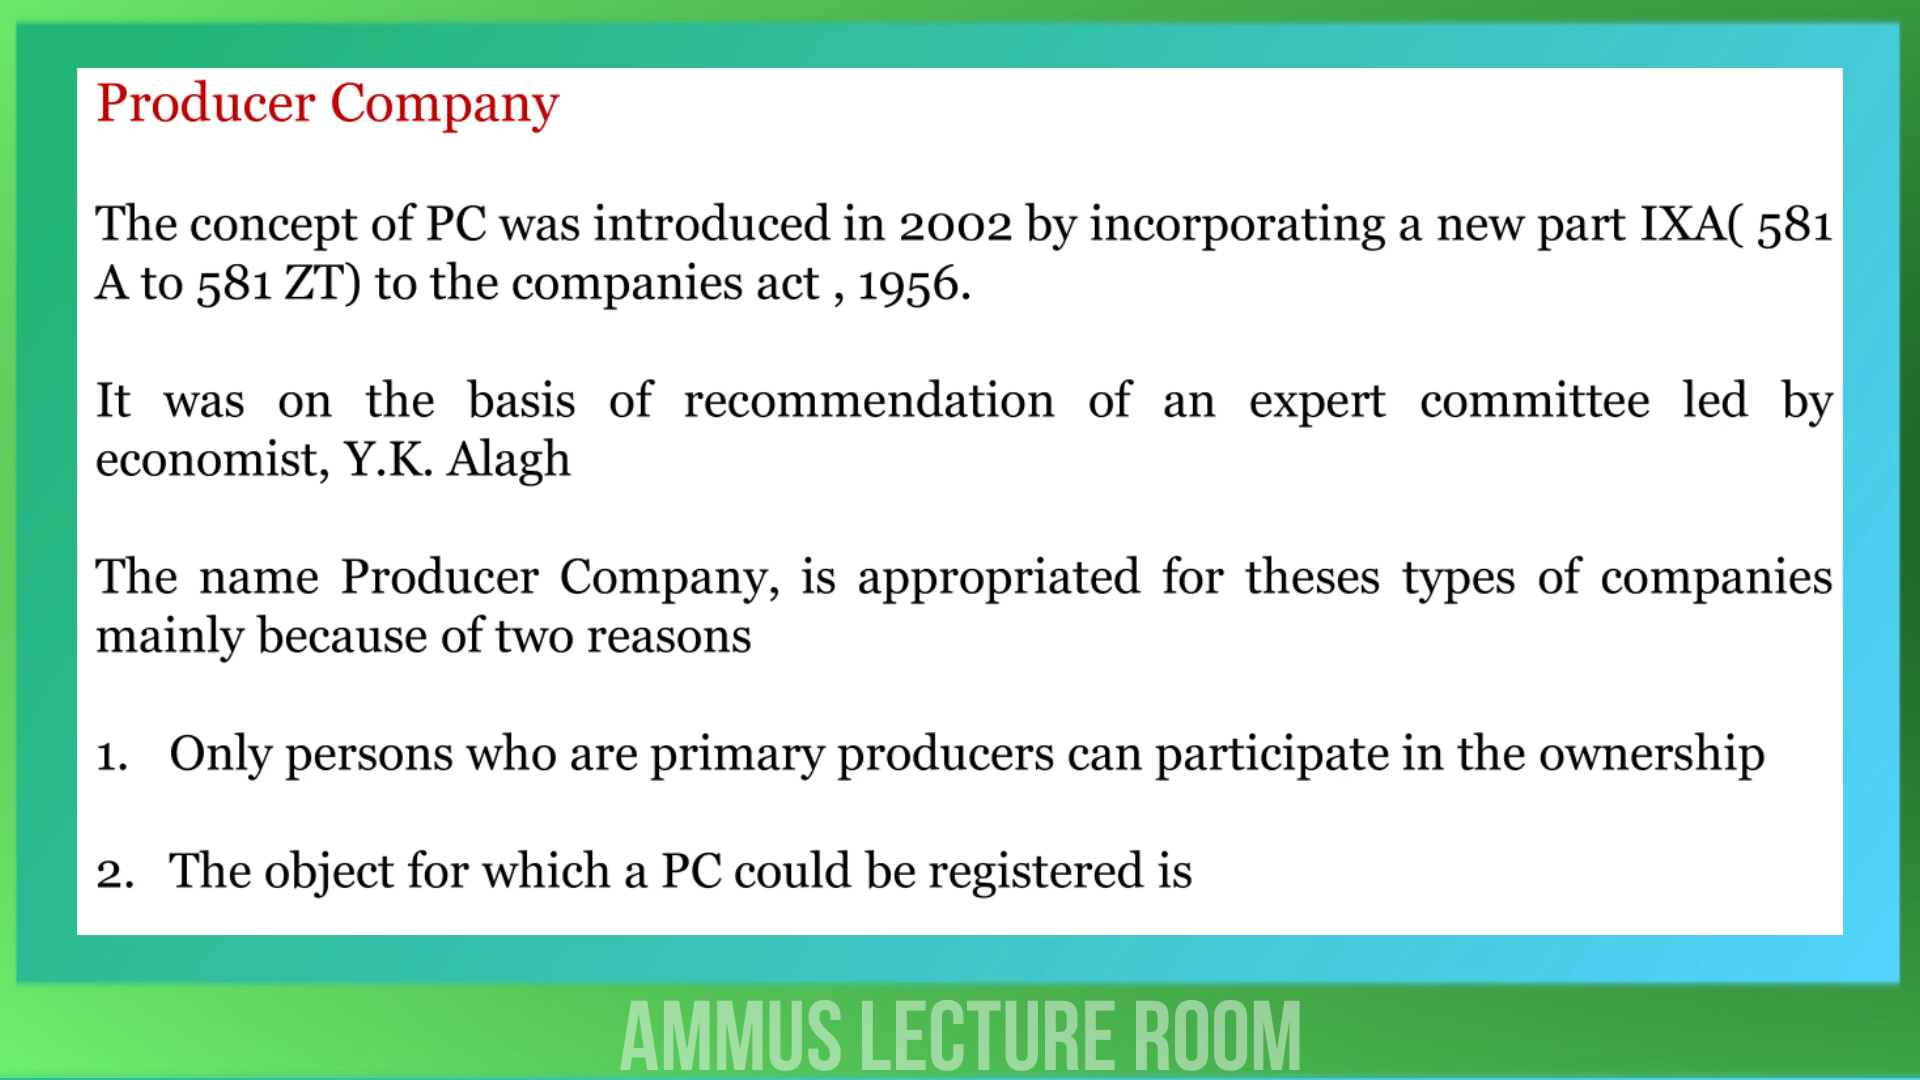 Producer Company
The concept of PC was introduced in 2002 by incorporating a new part IXA( 581
A to 581 ZT) to the companies act , 1956.
It was on the basis of recommendation of an expert committee led by
economist, Y.K. Alagh
The name Producer Company, is appropriated for theses types of companies
mainly because of two reasons
1. Only persons who are primary producers can participate in the ownership
2. The object for which a PC could be registered is
AMMUS LECTURE ROOM